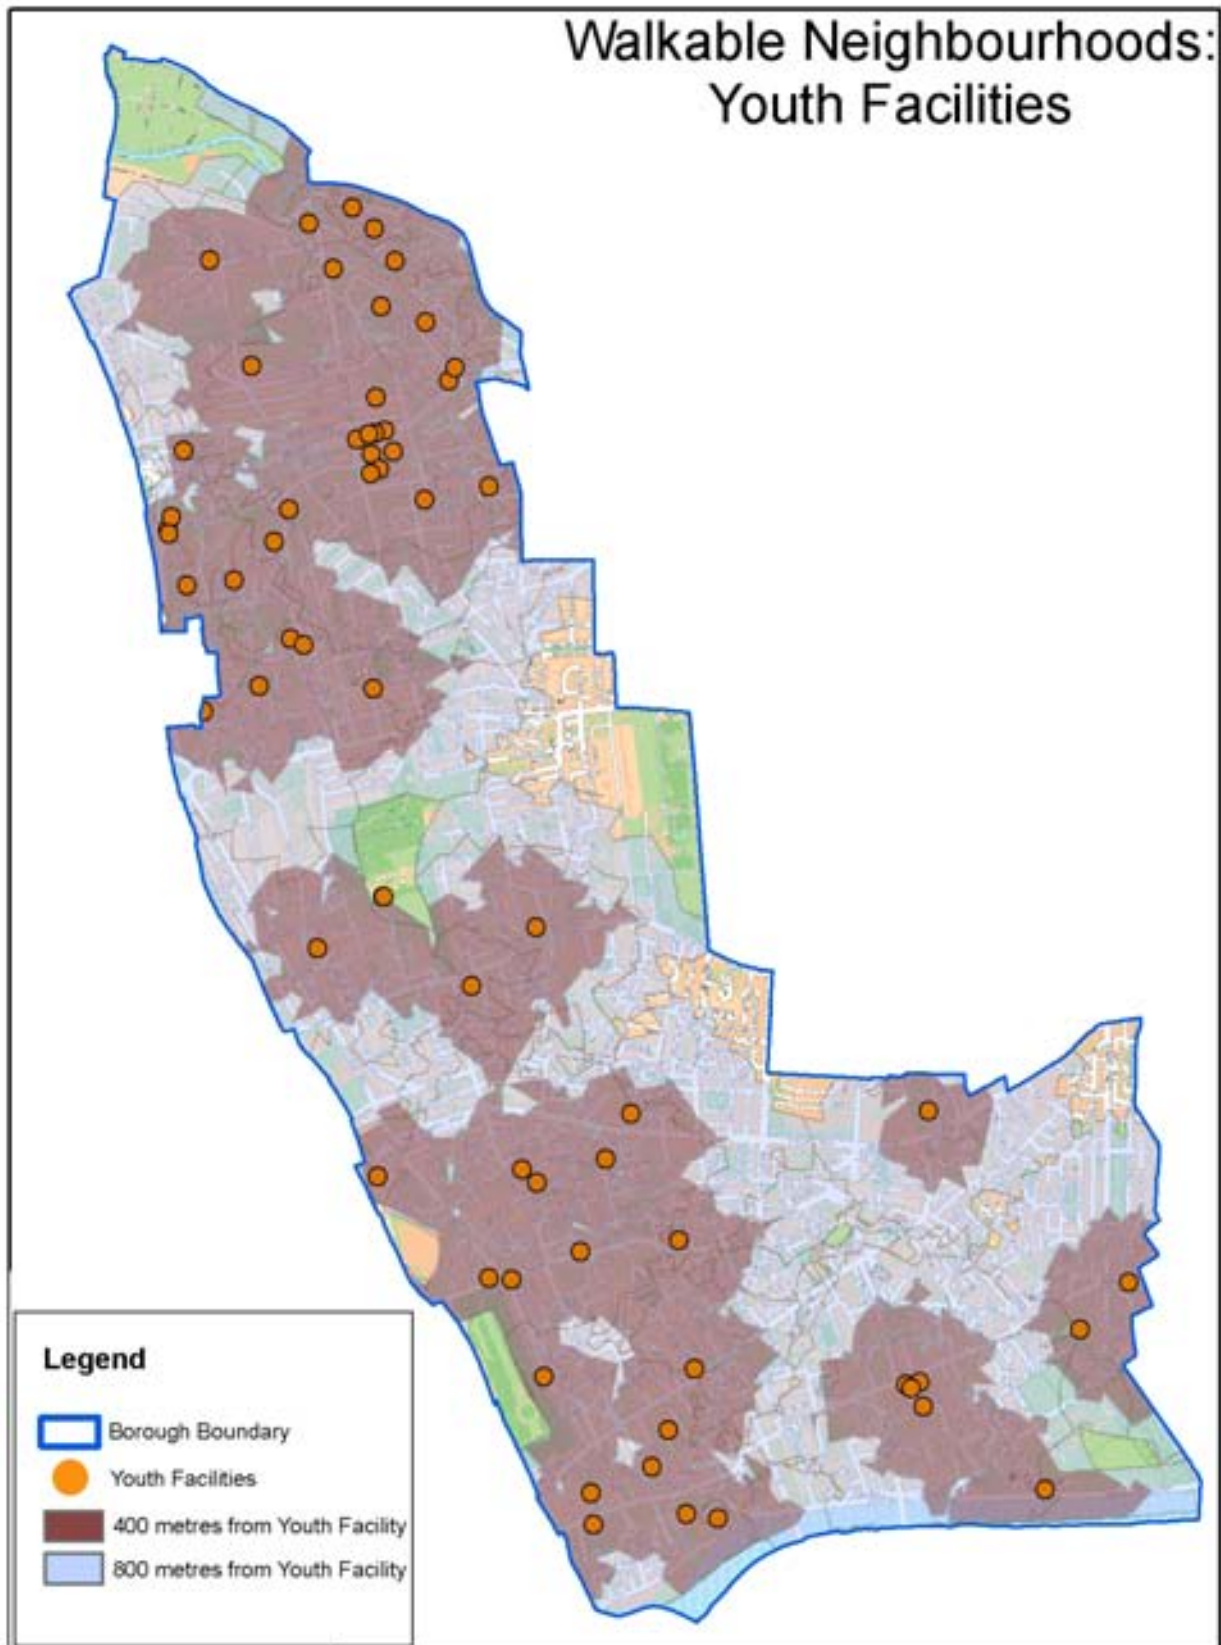 Walkable Neighbourhoods:
Youth Facilities
Legend
Borough Boundary
Youth Facilities
400 metres from Youth Facility
800 metres from Youth Facility